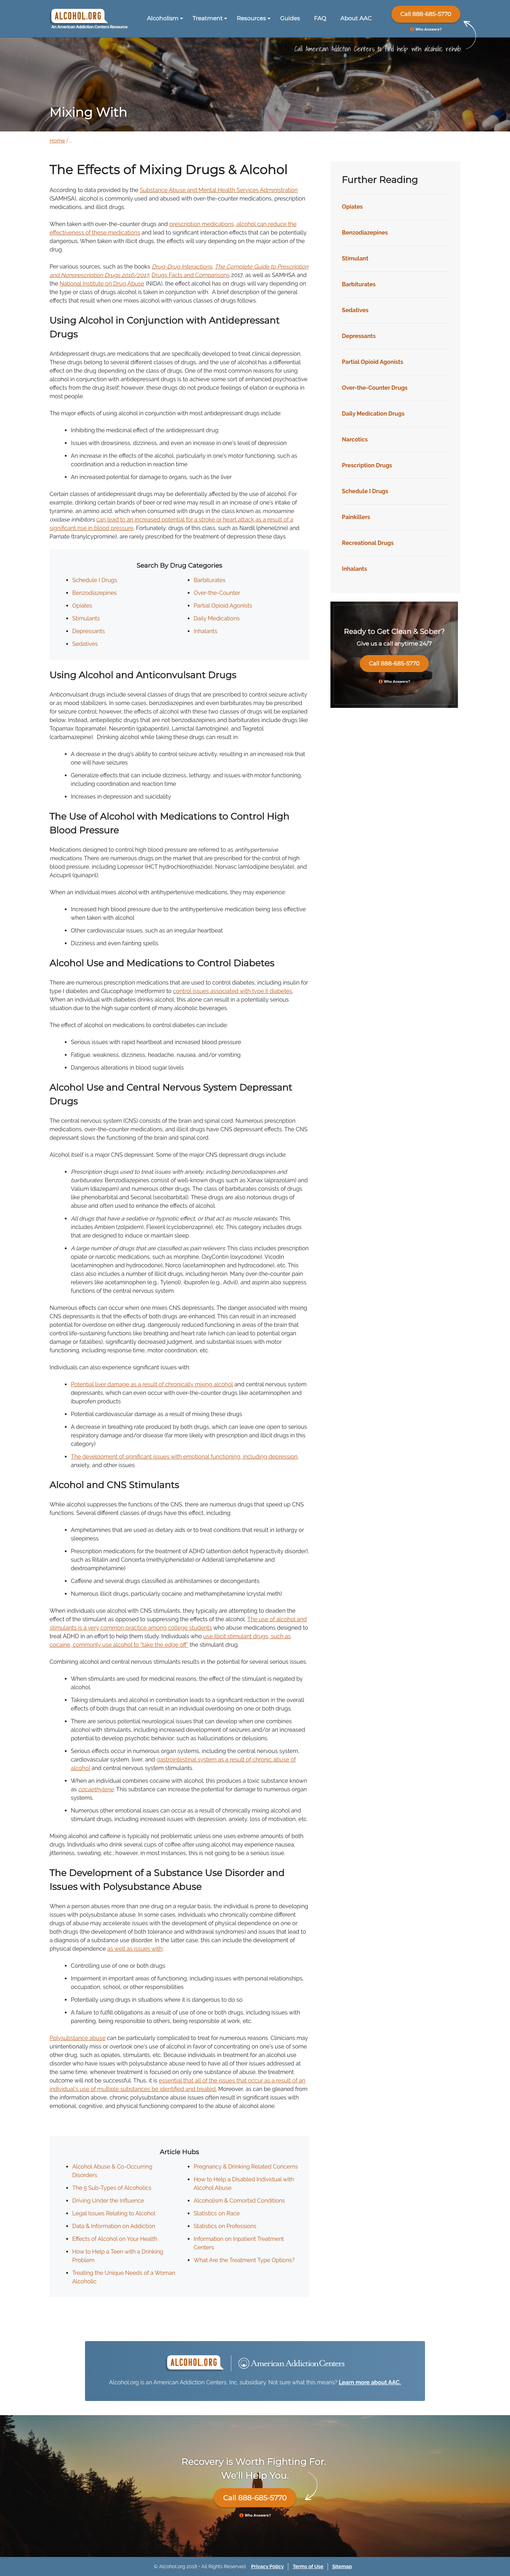 ALCOHOL.ORG
An American Addiction Centers Resource
Alcoholism
Treatment
Resources
Guides
FAQ
About AAC
Call 888-685-5770
Who Answers?
Call American Addiction Centers to find help with alcoholic rehab
Mixing With
Home / ...
The Effects of Mixing Drugs & Alcohol
According to data provided by the Substance Abuse and Mental Health Services Administration
(SAMHSA), alcohol is commonly used in conjunction with over-the-counter drugs, prescription
medications, and illicit drugs.
When taken with over-the-counter drugs and prescription medications, alcohol can reduce the
effectiveness of these medications and lead to significant interaction effects that can be potentially
dangerous. When taken with illicit drugs, the effects will vary depending on the major action of the
drug.
Per various sources, such as the books Drug-Drug Interactions, The Complete Guide to Prescription
and Nonprescription Drugs 2016/2017, Drugs Facts and Comparisons 2017, as well as SAMHSA and
the National Institute on Drug Abuse (NIDA), the effect alcohol has on drugs will vary depending on
the type or class of drugs alcohol is taken in conjunction with. A brief description of the overall
effects that result when alcohol is used in conjunction with various drugs follows.
Using Alcohol in Conjunction with Antidepressant
Drugs
Antidepressant drugs are medications that are specifically developed to treat clinical depression.
These drugs belong to several different classes of drugs, and the use of alcohol can have different
effects on the drug depending on the class of drugs. One of the most common reasons for using
alcohol in conjunction with antidepressant drugs is to achieve some sort of enhanced psychoactive
effects from the drug itself; however, these drugs do not produce feelings of elation or euphoria in
most people.
The major effects of using alcohol in conjunction with most antidepressant drugs include:
Inhibiting the medicinal effect of the antidepressant drug
Issues with drowsiness, dizziness, and even an increase in one's level of depression
An increase in the effects of the alcohol, particularly in one's motor functioning, such as
coordination and a reduction in reaction time
An increased potential for damage to organs, such as the liver
Certain classes of antidepressant drugs may be deferentially affected by the use of alcohol. For
example, drinking certain brands of beer or wine that are not very well refined may increase the
amino acid tyramine, which can have serious interactions with drugs in the class known as monamine
oxidase inhibitors can lead to an increased potential for a stroke or heart attack as a result of a
significant rise in blood pressure. Fortunately, drugs of this class, such as Nardil (phenelzine) and
Parnate (tranylcypromine), are rarely prescribed for the treatment of depression these days.
Search By Drug Categories
Schedule I Drugs
Benzodiazepines
Opiates
Stimulants
Depressants
Sedatives
Barbiturates
Over-the-Counter
Partial Opioid Agonists
Daily Medications
Inhalants
Using Alcohol and Anticonvulsant Drugs
Anticonvulsant drugs include several classes of drugs that are prescribed to control seizure activity
or as mood stabilizers. In some cases, benzodiazepines and even barbiturates may be prescribed
for seizure control; however, the effects of alcohol with these types of drugs will be explained
below. Instead, antiepileptic drugs that are not benzodiazepines and barbiturates include drugs like
Topamax (topiramate), Neurontin (gabapentin), Lamictal (lamotrigine), and Tegretol
(carbamazepine). Drinking alcohol while taking these drugs can result in:
A decrease in the drug's ability to control seizure activity, resulting in an increased risk that
one will have seizures
Generalize effects that can include dizziness, lethargy, and issues with motor functioning,
including coordination and reaction time
Increases in depression and suicidality
The Use of Alcohol with Medications to Control High
Blood Pressure
Medications designed to control high blood pressure are referred to as antihypertensive
medications. There are numerous drugs on the market that are prescribed for the control of high
blood pressure, including Lopressor (HCT hydrochlorothiazide), Norvasc (amlodipine besylate), and
Accupril (quinapril).
When an individual mixes alcohol with antihypertensive medications, they may experience:
Increased high blood pressure due to the antihypertensive medication being less effective
when taken with alcohol
Other cardiovascular issues, such as an irregular heartbeat
Dizziness and even fainting spells
Alcohol Use and Medications to Control Diabetes
There are numerous prescription medications that are used to control diabetes, including insulin for
type I diabetes and Glucophage (metformin) to control issues associated with type II diabetes.
When an individual with diabetes drinks alcohol, this alone can result in a potentially serious
situation due to the high sugar content of many alcoholic beverages.
The effect of alcohol on medications to control diabetes can include:
Serious issues with rapid heartbeat and increased blood pressure
Fatigue, weakness, dizziness, headache, nausea, and/or vomiting
Dangerous alterations in blood sugar levels
Alcohol Use and Central Nervous System Depressant
Drugs
The central nervous system (CNS) consists of the brain and spinal cord. Numerous prescription
medications, over-the-counter medications, and illicit drugs have CNS depressant effects. The CNS
depressant slows the functioning of the brain and spinal cord.
Alcohol itself is a major CNS depressant. Some of the major CNS depressant drugs include:
Prescription drugs used to treat issues with anxiety, including benzodiazepines and
barbiturates: Benzodiazepines consist of well-known drugs such as Xanax (alprazolam) and
Valium (diazepam) and numerous other drugs. The class of barbiturates consists of drugs
like phenobarbital and Seconal (secobarbital). These drugs are also notorious drugs of
abuse and often used to enhance the effects of alcohol.
All drugs that have a sedative or hypnotic effect, or that act as muscle relaxants: This
includes Ambien (zolpidem), Flexeril (cyclobenzaprine), etc. This category includes drugs
that are designed to induce or maintain sleep.
A large number of drugs that are classified as pain relievers: This class includes prescription
opiate or narcotic medications, such as morphine, OxyContin (oxycodone), Vicodin
(acetaminophen and hydrocodone), Norco (acetaminophen and hydrocodone), etc. This
class also includes a number of illicit drugs, including heroin. Many over-the-counter pain
relievers like acetaminophen (e.g., Tylenol), ibuprofen (e.g., Advil), and aspirin also suppress
functions of the central nervous system
Numerous effects can occur when one mixes CNS depressants. The danger associated with mixing
CNS depressants is that the effects of both drugs are enhanced. This can result in an increased
potential for overdose on either drug, dangerously reduced functioning in areas of the brain that
control life-sustaining functions like breathing and heart rate (which can lead to potential organ
damage or fatalities), significantly decreased judgment, and substantial issues with motor
functioning, including response time, motor coordination, etc.
Individuals can also experience significant issues with:
Potential liver damage as a result of chronically mixing alcohol and central nervous system
depressants, which can even occur with over-the-counter drugs like acetaminophen and
ibuprofen products
Potential cardiovascular damage as a result of mixing these drugs
A decrease in breathing rate produced by both drugs, which can leave one open to serious
respiratory damage and/or disease (far more likely with prescription and illicit drugs in this
category)
The development of significant issues with emotional functioning, including depression,
anxiety, and other issues
Alcohol and CNS Stimulants
While alcohol suppresses the functions of the CNS, there are numerous drugs that speed up CNS
functions. Several different classes of drugs have this effect, including:
Amphetamines that are used as dietary aids or to treat conditions that result in lethargy or
sleepiness
Prescription medications for the treatment of ADHD (attention deficit hyperactivity disorder),
such as Ritalin and Concerta (methylphenidate) or Adderall (amphetamine and
dextroamphetamine)
Caffeine and several drugs classified as antihistamines or decongestants
Numerous illicit drugs, particularly cocaine and methamphetamine (crystal meth)
When individuals use alcohol with CNS stimulants, they typically are attempting to deaden the
effect of the stimulant as opposed to suppressing the effects of the alcohol. The use of alcohol and
stimulants is a very common practice among college students who abuse medications designed to
treat ADHD in an effort to help them study. Individuals who use illicit stimulant drugs, such as
cocaine, commonly use alcohol to "take the edge off" the stimulant drug.
Combining alcohol and central nervous stimulants results in the potential for several serious issues.
When stimulants are used for medicinal reasons, the effect of the stimulant is negated by
alcohol.
Taking stimulants and alcohol in combination leads to a significant reduction in the overall
effects of both drugs that can result in an individual overdosing on one or both drugs.
There are serious potential neurological issues that can develop when one combines
alcohol with stimulants, including increased development of seizures and/or an increased
potential to develop psychotic behavior, such as hallucinations or delusions.
Serious effects occur in numerous organ systems, including the central nervous system,
cardiovascular system, liver, and gastrointestinal system as a result of chronic abuse of
alcohol and central nervous system stimulants.
When an individual combines cocaine with alcohol, this produces a toxic substance known
as cocaethylene. This substance can increase the potential for damage to numerous organ
systems.
Numerous other emotional issues can occur as a result of chronically mixing alcohol and
stimulant drugs, including increased issues with depression, anxiety, loss of motivation, etc.
Mixing alcohol and caffeine is typically not problematic unless one uses extreme amounts of both
drugs. Individuals who drink several cups of coffee after using alcohol may experience nausea,
jitteriness, sweating, etc.; however, in most instances, this is not going to be a serious issue.
The Development of a Substance Use Disorder and
Issues with Polysubstance Abuse
When a person abuses more than one drug on a regular basis, the individual is prone to developing
issues with polysubstance abuse. In some cases, individuals who chronically combine different
drugs of abuse may accelerate issues with the development of physical dependence on one or
both drugs (the development of both tolerance and withdrawal syndromes) and issues that lead to
a diagnosis of a substance use disorder. In the latter case, this can include the development of
physical dependence as well as issues with:
Controlling use of one or both drugs
Impairment in important areas of functioning, including issues with personal relationships,
occupation, school, or other responsibilities
Potentially using drugs in situations where it is dangerous to do so
A failure to fulfill obligations as a result of use of one or both drugs, including issues with
parenting, being responsible to others, being responsible at work, etc.
Polysubstance abuse can be particularly complicated to treat for numerous reasons. Clinicians may
unintentionally miss or overlook one's use of alcohol in favor of concentrating on their use of some
other drug, such as opiates, stimulants, etc. Because individuals in treatment for an alcohol use
disorder who have issues with polysubstance abuse need to have all of their issues addressed at
the same time, whenever treatment is focused on only one substance of abuse, the treatment
outcome will not be successful. Thus, it is essential that all of the issues that occur as a result of an
individual's use of multiple substances be identified and treated. Moreover, as can be gleaned from
the information above, chronic polysubstance abuse issues often result in significant issues with
emotional, cognitive, and physical functioning compared to the abuse of alcohol alone.
Article Hubs
Alcohol Abuse & Co-Occurring
Disorders
The 5 Sub-Types of Alcoholics
Driving Under the Influence
Legal Issues Relating to Alcohol
Data & Information on Addiction
Effects of Alcohol on Your Health
How to Help a Teen with a Drinking
Problem
Treating the Unique Needs of a Woman
Alcoholic
Pregnancy & Drinking Related Concerns
How to Help a Disabled Individual with
Alcohol Abuse
Alcoholism & Comorbid Conditions
Statistics on Race
Statistics on Professions
Information on Inpatient Treatment
Centers
What Are the Treatment Type Options?
Further Reading
Opiates
Benzodiazepines
Stimulant
Barbiturates
Sedatives
Depressants
Partial Opioid Agonists
Over-the-Counter Drugs
Daily Medication Drugs
Narcotics
Prescription Drugs
Schedule I Drugs
Painkillers
Recreational Drugs
Inhalants
Ready to Get Clean & Sober?
Give us a call anytime 24/7
Call 888-685-5770
Who Answers?
ALCOHOL.ORG
American Addiction Centers
Alcohol.org is an American Addiction Centers, Inc. subsidiary. Not sure what this means? Learn more about AAC.
Recovery is Worth Fighting For.
We'll Help You.
Call 888-685-5770
Who Answers?
© Alcohol.org 2018 • All Rights Reserved
Privacy Policy
Terms of Use
Sitemap